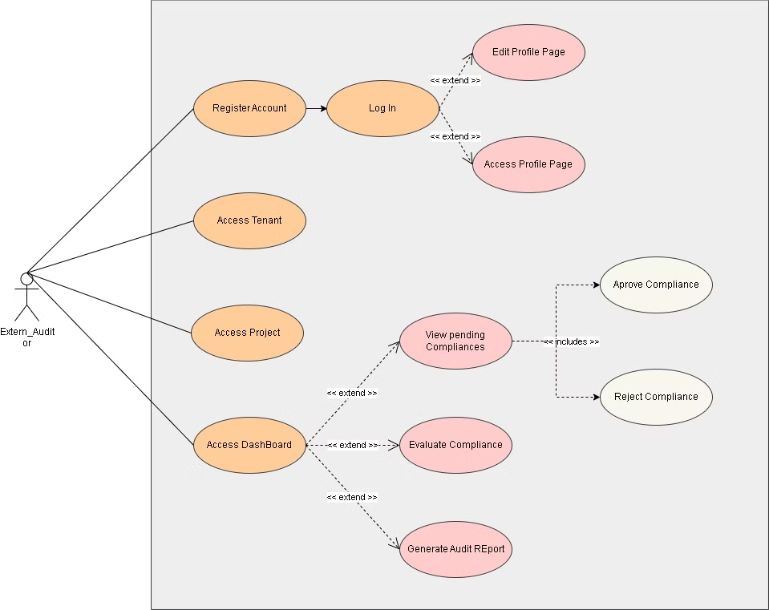 Edit Profile Page
<< extend >>
Register Account
Log In
<< extend >>
Access Profile Page
Access Tenant
Extern_Audit
or
Access Project
Aprove Compliance
View pending
Compliances
<< includes >>
<< extend >>
Reject Compliance
Access DashBoard
<< extend >>
Evaluate Compliance
<< extend >>
Generate Audit REport